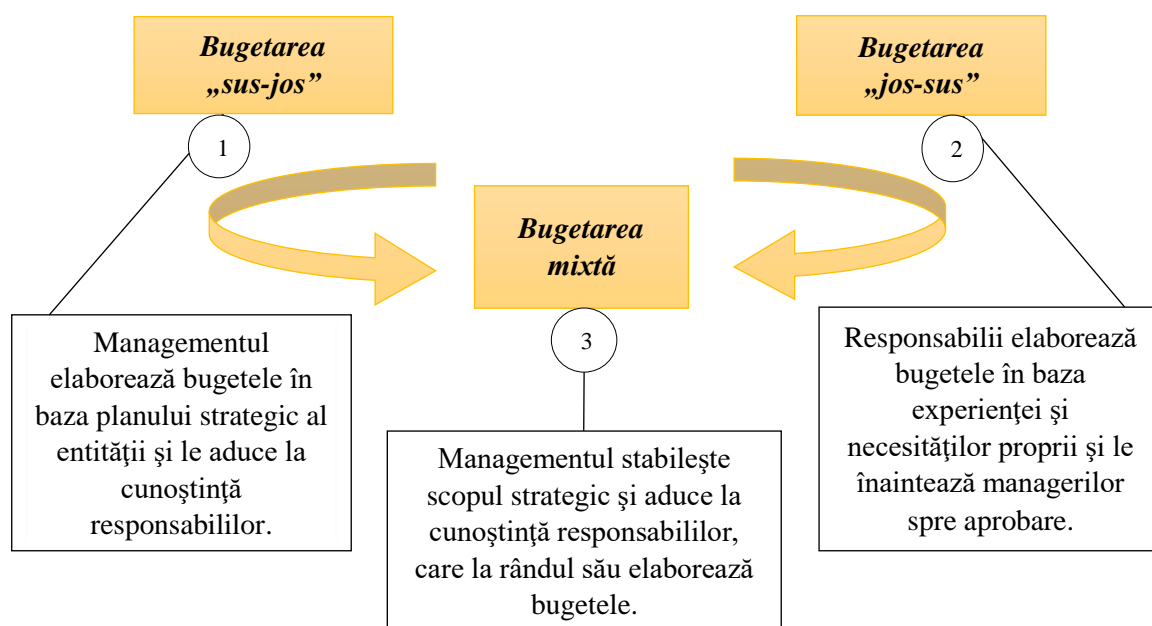 Bugetarea
„sus-jos”
1
Managementul
elaborează bugetele în
baza planului strategic al
entităţii şi le aduce la
cunoştinţă
responsabililor.
Bugetarea
„jos-sus”
2
Responsabilii elaborează
bugetele în baza
experienţei şi
necesităţilor proprii şi le
înaintează managerilor
spre aprobare.
Bugetarea
mixtă
3
Managementul stabileşte
scopul strategic şi aduce la
cunoştinţă responsabililor,
care la rândul său elaborează
bugetele.